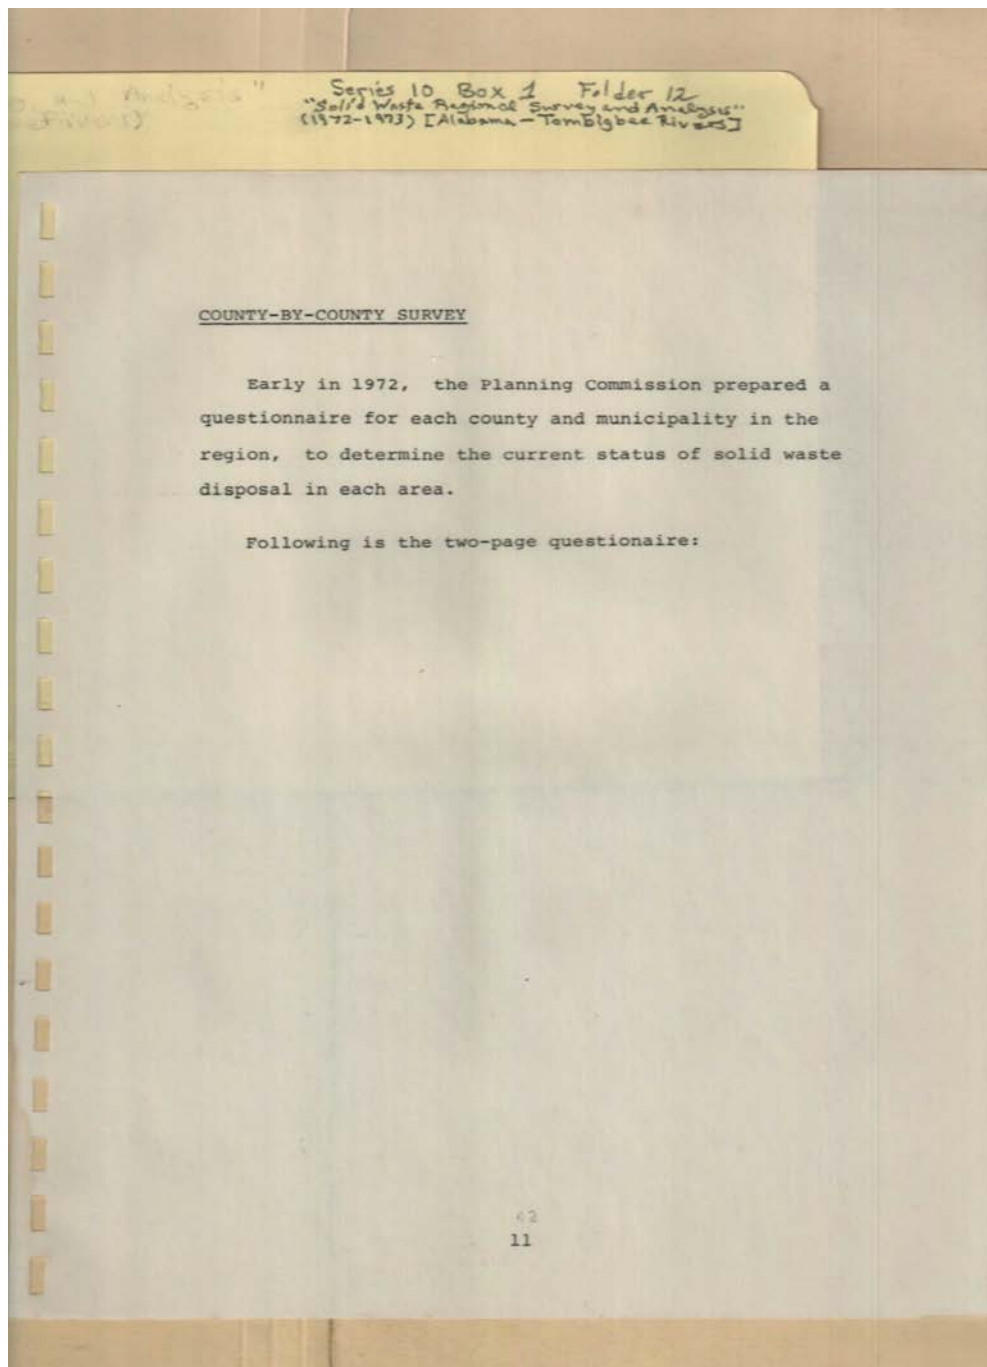 Series 10 Box 1 Folder 12
"Solid Waste Regional Survey and Analysis"
(1972-1973) [Alabama - Tombigbee Rivers]
Analysis"
COUNTY-BY-COUNTY SURVEY
Early in 1972, the Planning Commission prepared a
questionnaire for each county and municipality in the
region, to determine the current status of solid waste
disposal in each area.
Following is the two-page questionaire:
11